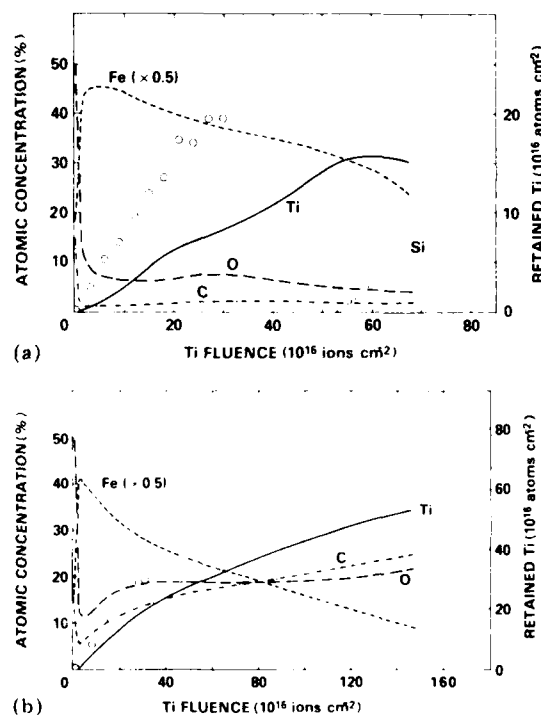 50
40
30
20
10
0
ATOMIC CONCENTRATION (%)
Fe (× 0.5)
Ti
Si
O
C
20
10
0
RETAINED Ti (10¹⁶ atoms cm²)
0 20 40 60 80
Ti FLUENCE (10¹⁶ ions cm²)
(a)
50
40
30
20
10
0
ATOMIC CONCENTRATION (%)
Fe ( 0 5)
Ti
C
O
80
60
40
20
0
RETAINED Ti (10¹⁶ atoms cm²)
0 40 80 120 160
Ti FLUENCE (10¹⁶ ions cm²)
(b)